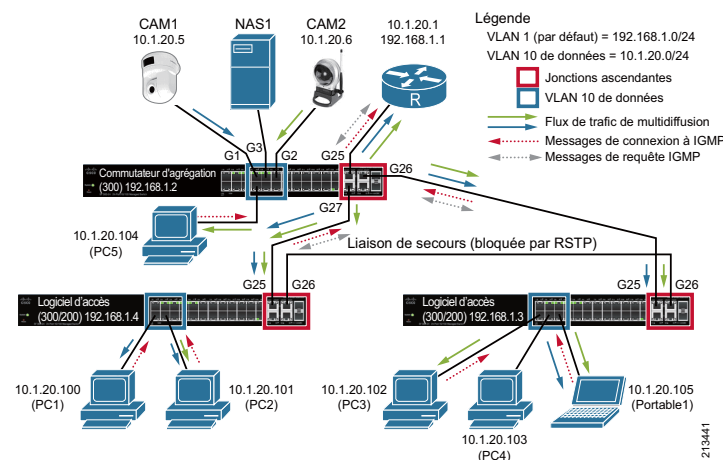 CAM1
10.1.20.5
NAS1
CAM2
10.1.20.6
10.1.20.1
192.168.1.1
R
Légende
VLAN 1 (par défaut) = 192.168.1.0/24
VLAN 10 de données = 10.1.20.0/24
Jonctions ascendantes
VLAN 10 de données
Flux de trafic de multidiffusion
Messages de connexion à IGMP
Messages de requête IGMP
G1
G3
G2
G25
G26
Commutateur d'agrégation
(300) 192.168.1.2
G27
10.1.20.104
(PC5)
Liaison de secours (bloquée par RSTP)
G25
G26
G25
G26
Logiciel d'accès
(300/200) 192.168.1.4
Logiciel d'accès
(300/200) 192.168.1.3
10.1.20.100
(PC1)
10.1.20.101
(PC2)
10.1.20.102
(PC3)
10.1.20.103
(PC4)
10.1.20.105
(Portable1)
213441